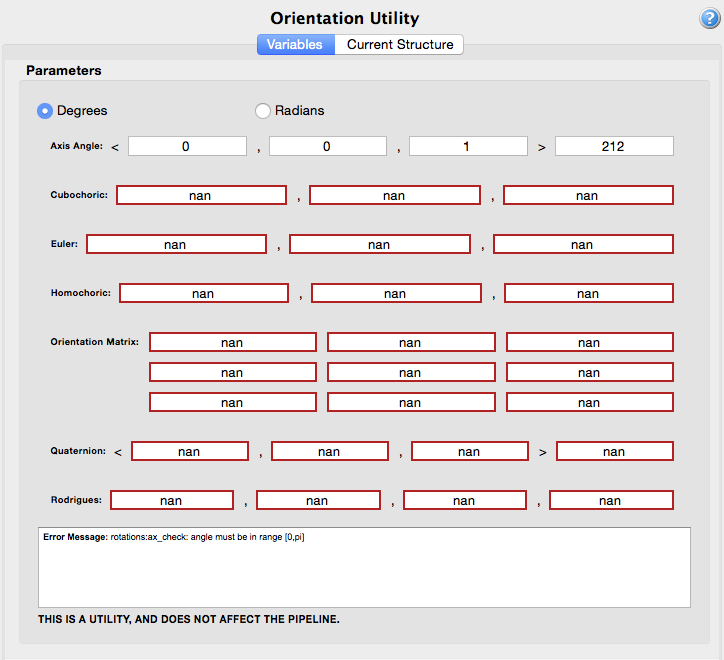 Orientation Utility
?
Variables Current Structure
Parameters
Degrees Radians
Axis Angle: < 0 , 0 , 1 > 212
Cubochoric: nan , nan , nan
Euler: nan , nan , nan
Homochoric: nan , nan , nan
Orientation Matrix: nan nan nan
nan nan nan
nan nan nan
Quaternion: < nan , nan , nan > nan
Rodrigues: nan , nan , nan , nan
Error Message: rotations:ax_check: angle must be in range [0,pi]
THIS IS A UTILITY, AND DOES NOT AFFECT THE PIPELINE.